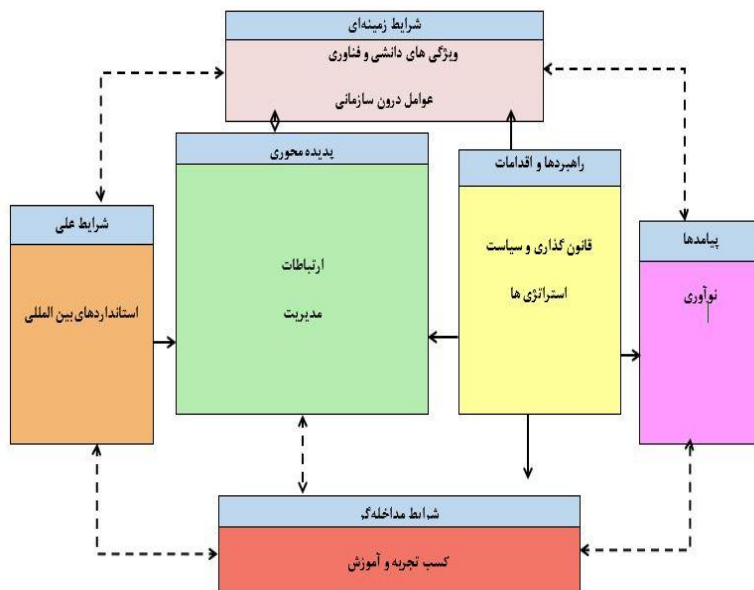 شرایط زمینه‌ای
ویژگی های دانشی و فناوری
عوامل درون سازمانی
پدیده محوری
ارتباطات
مدیریت
راهبردها و اقدامات
قانون گذاری و سیاست
استراتژی ها
شرایط علی
استانداردهای بین المللی
پیامدها
نوآوری
شرایط مداخله‌گر
کسب تجربه و آموزش